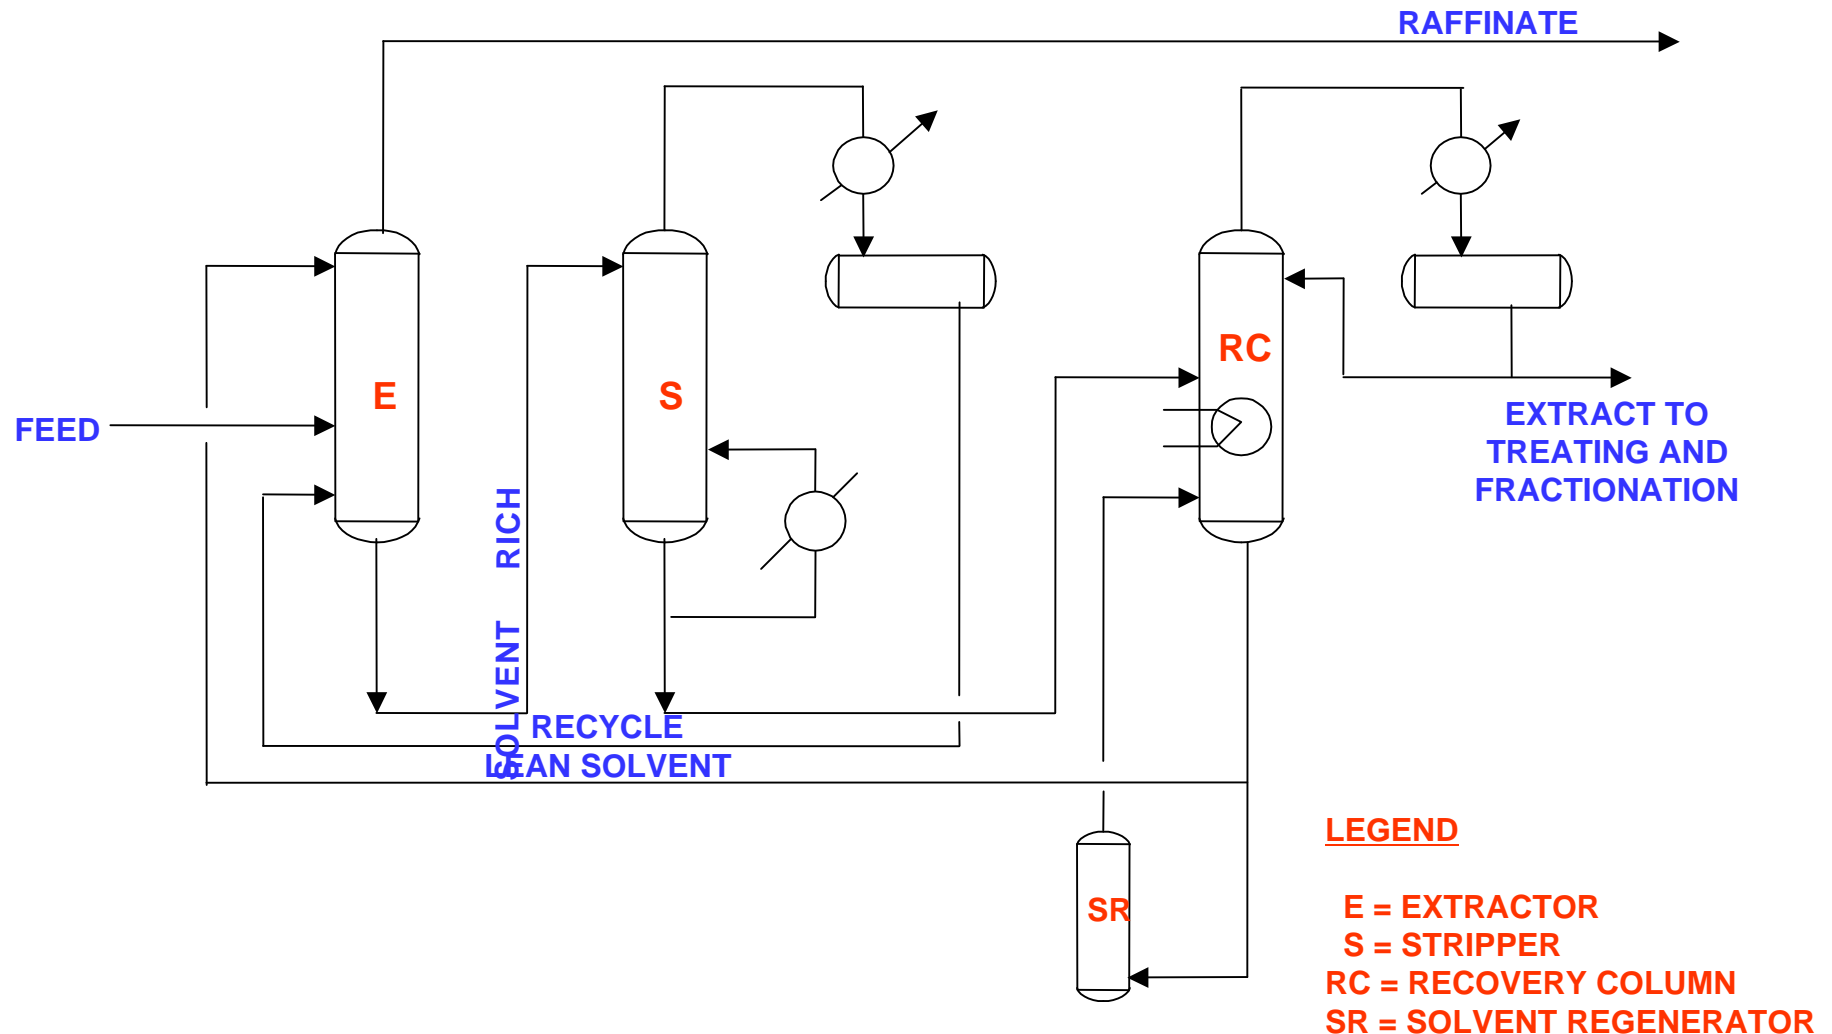 RAFFINATE
E
S
RC
FEED
EXTRACT TO
TREATING AND
FRACTIONATION
SOLVENT RICH
RECYCLE
LEAN SOLVENT
SR
LEGEND
E = EXTRACTOR
S = STRIPPER
RC = RECOVERY COLUMN
SR = SOLVENT REGENERATOR